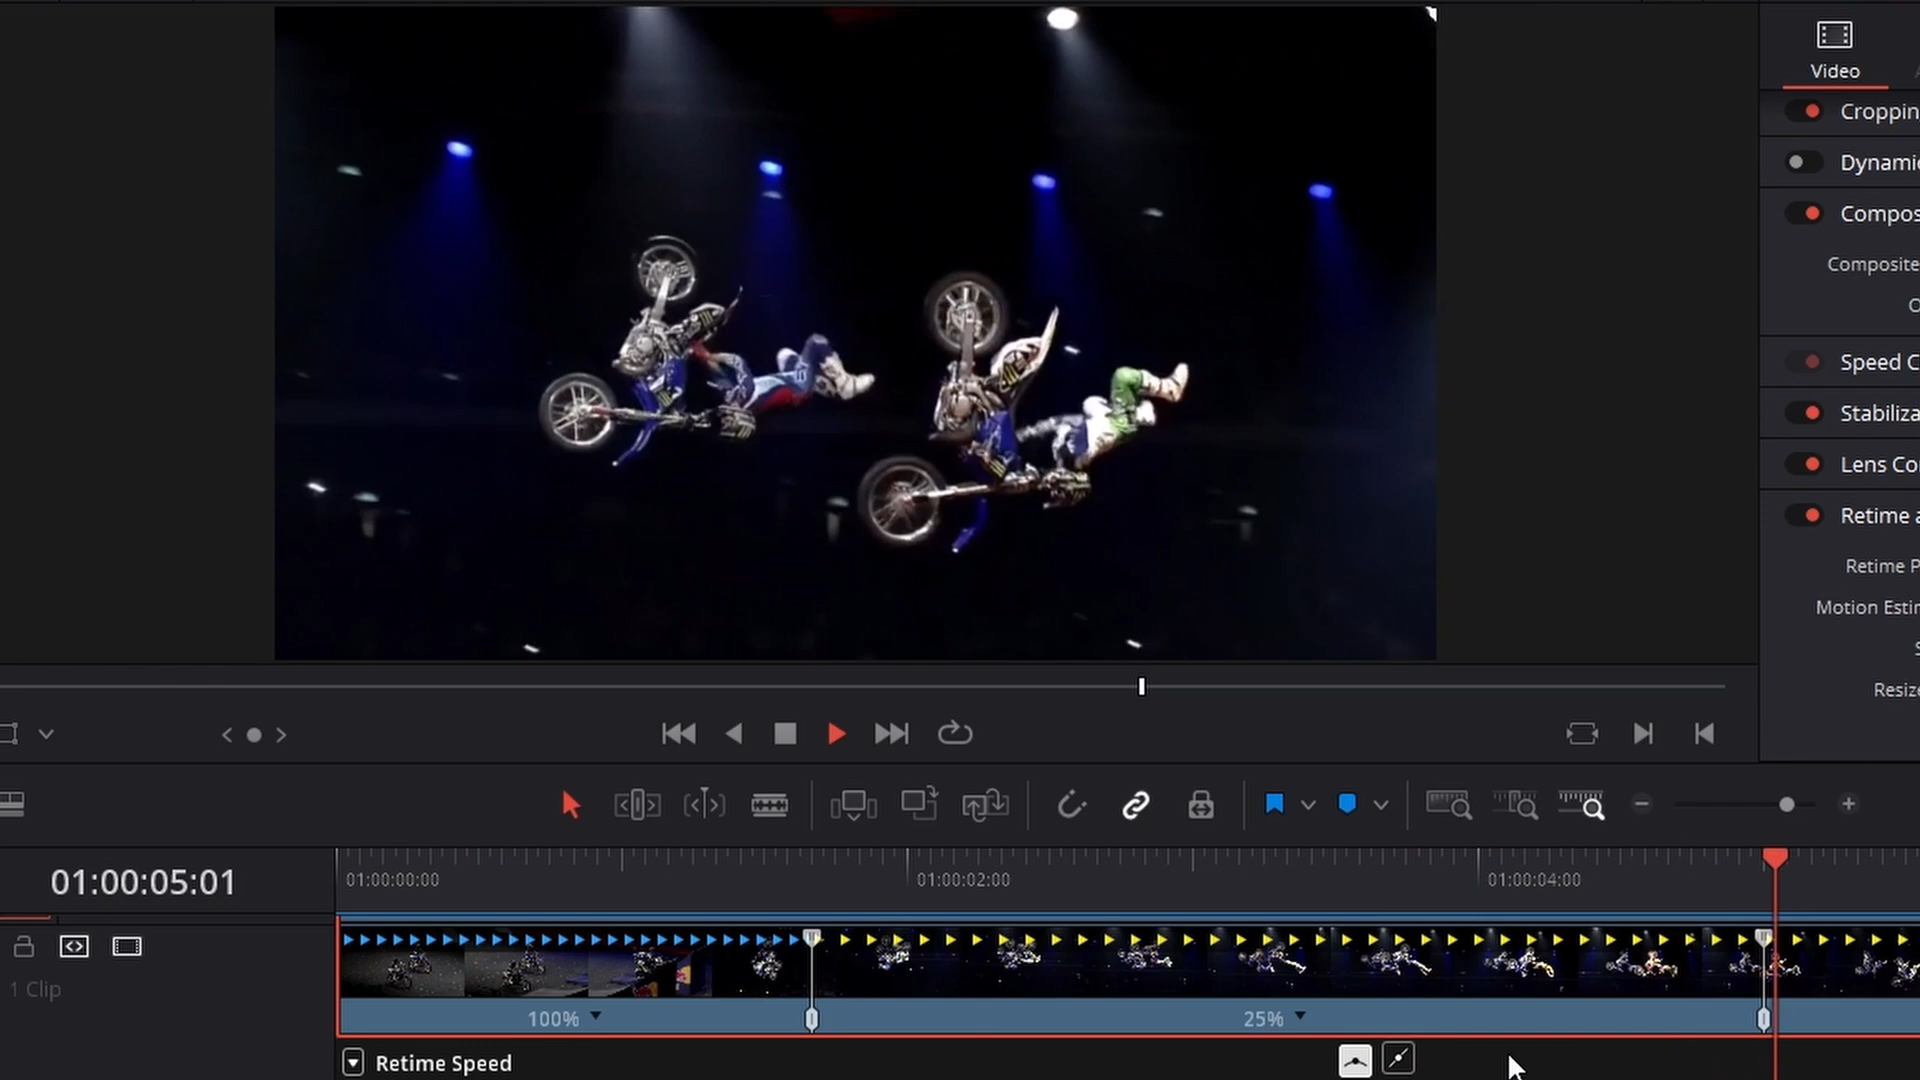 Video
Croppin
Dynamic
Compos
Composite
Speed C
Stabiliza
Lens Co
Retime a
Retime P
Motion Esti
Resize
01:00:05:01
01:00:00:00
01:00:02:00
01:00:04:00
1 Clip
100%
25%
Retime Speed